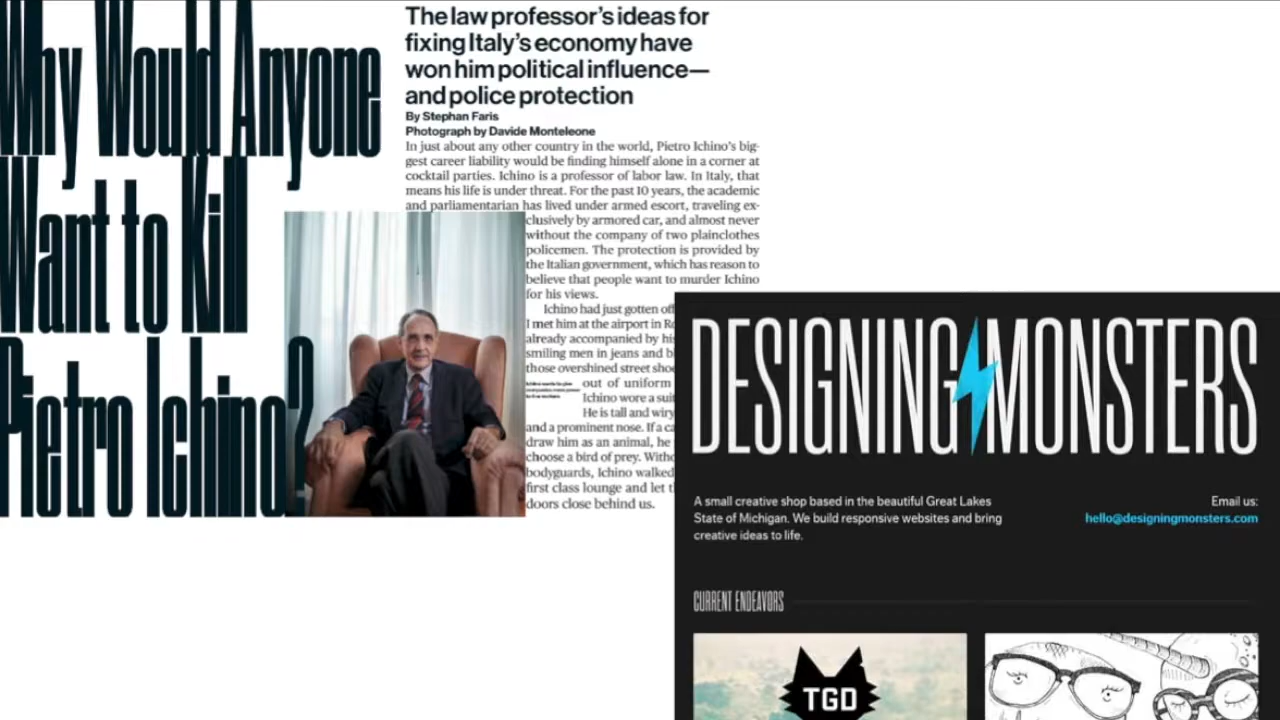 Why Would Anyone
Want to Kill
Pietro Ichino?
The law professor's ideas for
fixing Italy's economy have
won him political influence—
and police protection
By Stephan Faris
Photograph by Davide Monteleone
In just about any other country in the world, Pietro Ichino's big-
gest career liability would be finding himself alone in a corner at
cocktail parties. Ichino is a professor of labor law. In Italy, that
means his life is under threat. For the past 10 years, the academic
and parliamentarian has lived under armed escort, traveling ex-
clusively by armored car, and almost never
without the company of two plainclothes
policemen. The protection is provided by
the Italian government, which has reason to
believe that people want to murder Ichino
for his views.
Ichino had just gotten off
I met him at the airport in
already accompanied by
smiling men in jeans and
those overshined street
out of uniform
Ichino wore a
He is tall and wiry
and a prominent nose. If a
draw him as an animal, he
choose a bird of prey.
bodyguards, Ichino walked
first class lounge and let
doors close behind us.
DESIGNING MONSTERS
A small creative shop based in the beautiful Great Lakes
State of Michigan. We build responsive websites and bring
creative ideas to life.
Email us:
hello@designingmonsters.com
CURRENT ENDEAVORS
TGD